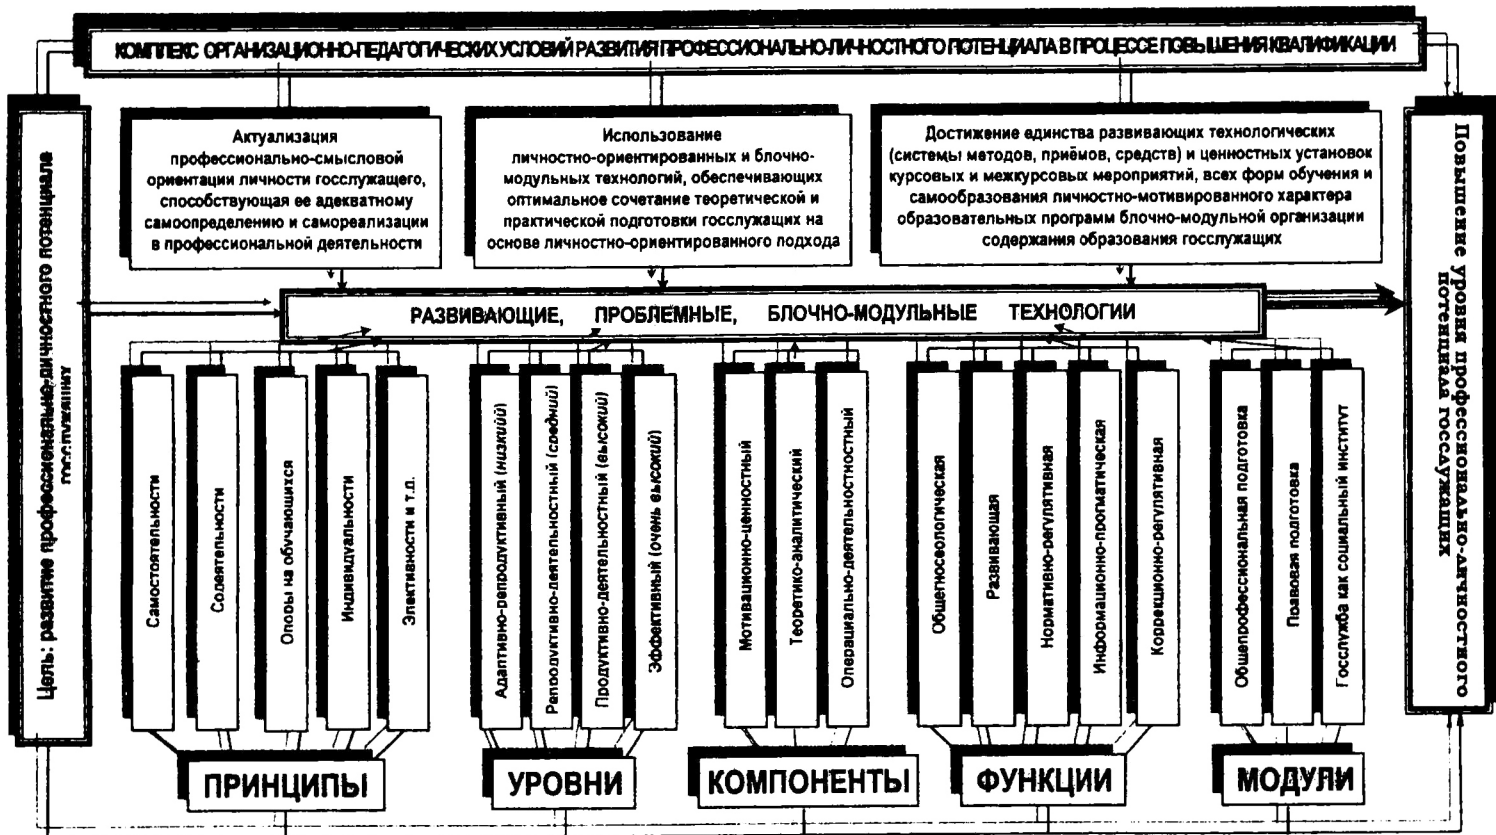 КОМПЛЕКС ОРГАНИЗАЦИОННО-ПЕДАГОГИЧЕСКИХ УСЛОВИЙ РАЗВИТИЯ ПРОФЕССИОНАЛЬНО-ЛИЧНОСТНОГО ПОТЕНЦИАЛА В ПРОЦЕССЕ ПОВЫШЕНИЯ КВАЛИФИКАЦИИ
Цель: развитие профессионально-личностного потенциала
Актуализация
профессионально-смысловой
ориентации личности госслужащего,
способствующая ее адекватному
самоопределению и самореализации
в профессиональной деятельности
Использование
личностно-ориентированных и блочно-
модульных технологий, обеспечивающих
оптимальное сочетание теоретической и
практической подготовки госслужащих на
основе личностно-ориентированного подхода
Достижение единства развивающих технологических
(системы методов, приёмов, средств) и ценностных установок
курсовых и межкурсовых мероприятий, всех форм обучения и
самообразования личностно-мотивированного характера
образовательных программ блочно-модульной организации
содержания образования госслужащих
Повышение уровня профессионально-личностного
потенциала госслужащих
РАЗВИВАЮЩИЕ, ПРОБЛЕМНЫЕ, БЛОЧНО-МОДУЛЬНЫЕ ТЕХНОЛОГИИ
Самостоятельности
Содеятельности
Опоры на обучающихся
Индивидуальности
Элективности и т.д.
Адаптивно-репродуктивный (низкий)
Репродуктивно-деятельностный (средний)
Продуктивно-деятельностный (высокий)
Эффективный (очень высокий)
Мотивационно-ценностный
Теоретико-аналитический
Операциально-деятельностный
Общегносеологическая
Развивающая
Нормативно-регулятивная
Информационно-прогматическая
Коррекционно-регулятивная
Общепрофессиональная подготовка
Правовая подготовка
Госслужба как социальный институт
ПРИНЦИПЫ
УРОВНИ
КОМПОНЕНТЫ
ФУНКЦИИ
МОДУЛИ